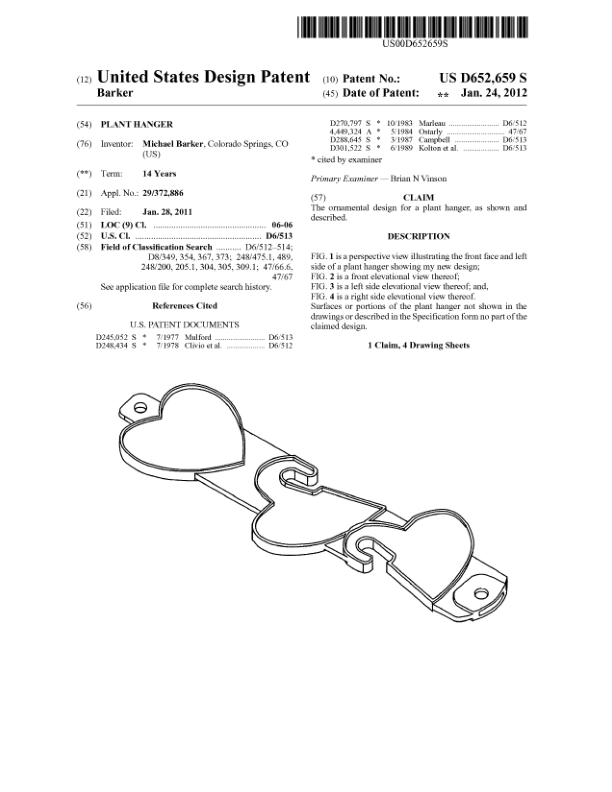 US00D652659S
(12) United States Design Patent
Barker
(10) Patent No.: US D652,659 S
(45) Date of Patent: ** Jan. 24, 2012
(54) PLANT HANGER
(76) Inventor: Michael Barker, Colorado Springs, CO
(US)
(**) Term: 14 Years
(21) Appl. No.: 29/372,886
(22) Filed: Jan. 28, 2011
(51) LOC (9) Cl. ................................................ 06-06
(52) U.S. Cl. ...................................................... D6/513
(58) Field of Classification Search ........... D6/512–514;
D8/349, 354, 367, 373; 248/475.1, 489,
248/200, 205.1, 304, 305, 309.1; 47/66.6,
47/67
See application file for complete search history.
(56) References Cited
U.S. PATENT DOCUMENTS
D245,052 S * 7/1977 Mulford ...................... D6/513
D248,434 S * 7/1978 Clivio et al. ................. D6/512
D270,797 S * 10/1983 Marleau ....................... D6/512
4,449,324 A * 5/1984 Ostarly .......................... 47/67
D288,645 S * 3/1987 Campbell .................... D6/513
D301,522 S * 6/1989 Kolton et al. ................ D6/513
* cited by examiner
Primary Examiner — Brian N Vinson
(57) CLAIM
The ornamental design for a plant hanger, as shown and
described.
DESCRIPTION
FIG. 1 is a perspective view illustrating the front face and left
side of a plant hanger showing my new design;
FIG. 2 is a front elevational view thereof;
FIG. 3 is a left side elevational view thereof; and,
FIG. 4 is a right side elevational view thereof.
Surfaces or portions of the plant hanger not shown in the
drawings or described in the Specification form no part of the
claimed design.
1 Claim, 4 Drawing Sheets